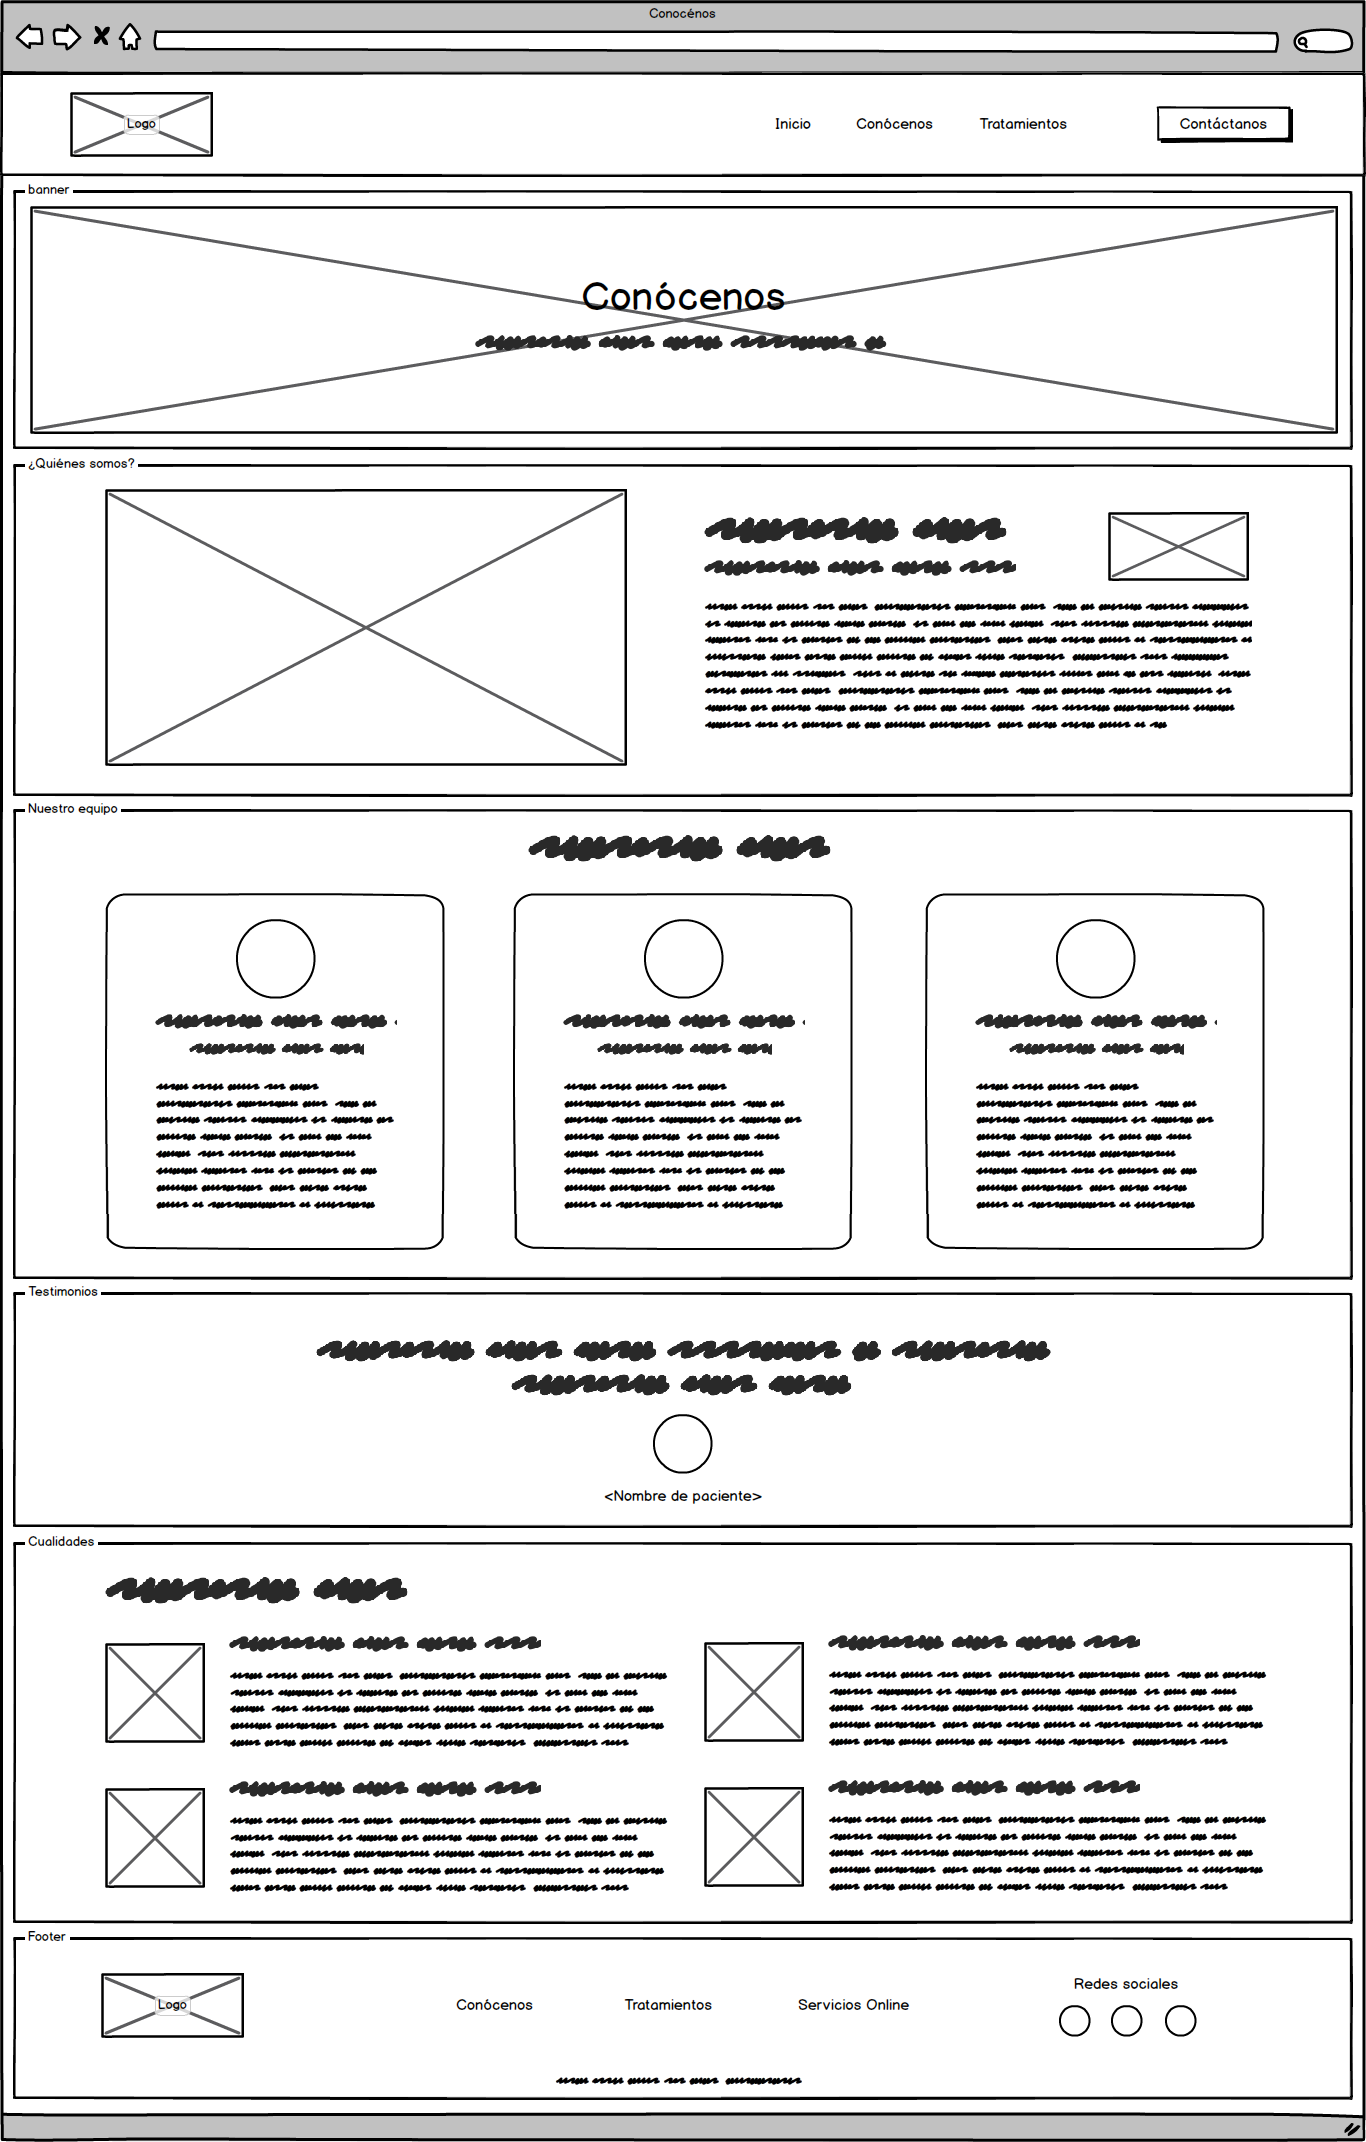 Conocénos
Logo
Inicio
Conócenos
Tratamientos
Contáctanos
banner
Conócenos
¿Quiénes somos?
Nuestro equipo
Testimonios
<Nombre de paciente>
Cualidades
Footer
Logo
Conócenos
Tratamientos
Servicios Online
Redes sociales